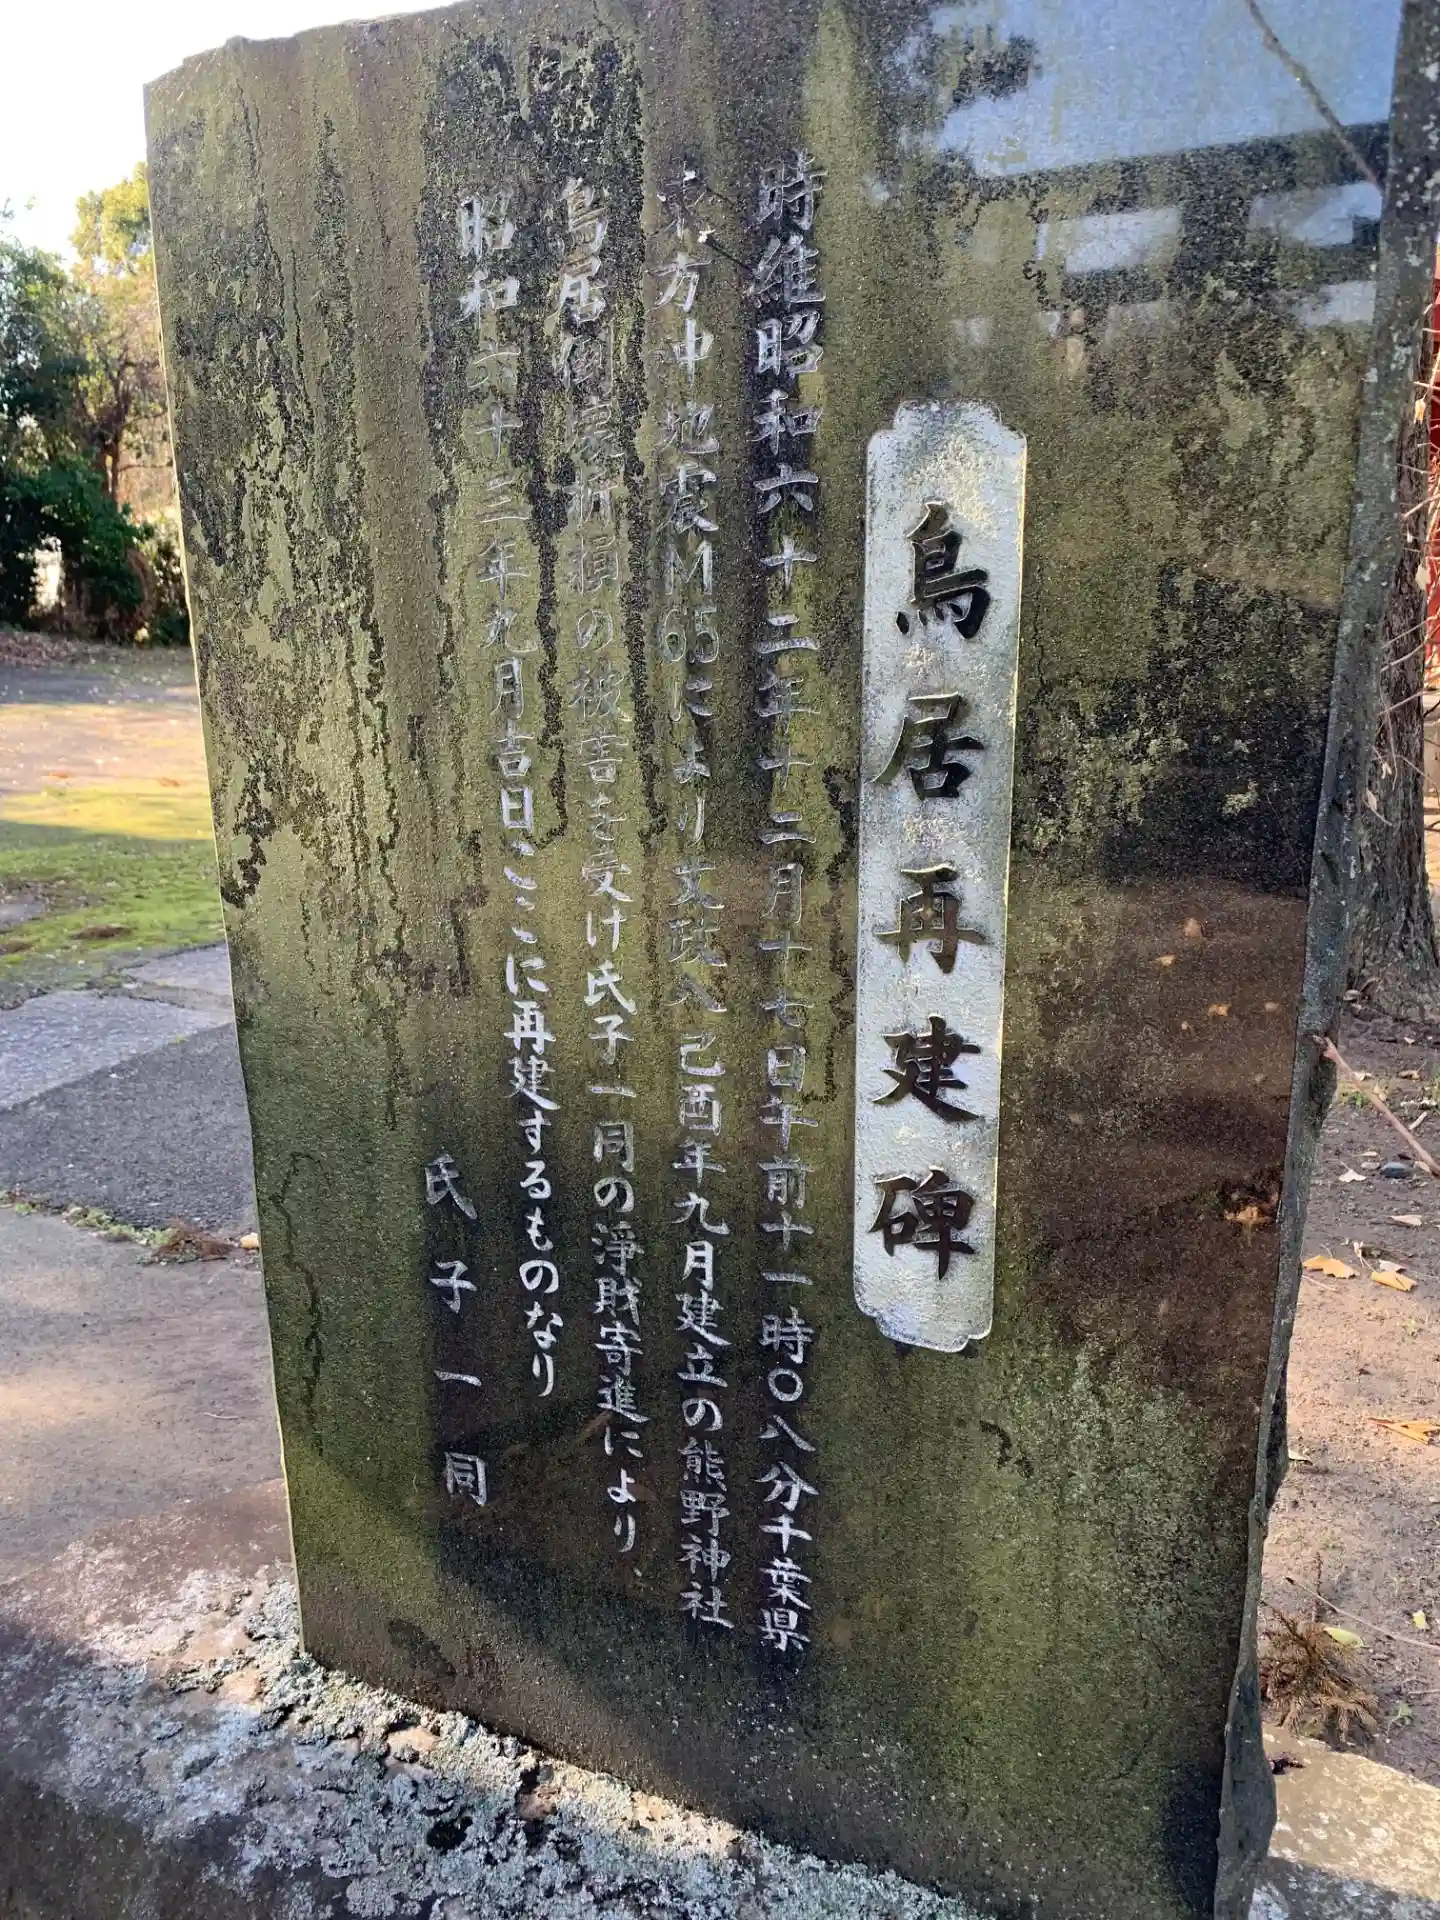 鳥居再建碑
時維昭和六十二年十二月十七日午前十一時〇八分千葉県
東方沖地震M65により文政八己酉年九月建立の熊野神社
鳥居倒壊折損の被害を受け氏子一同の淨財寄進により、
昭和六十三年九月吉日ここに再建するものなり
氏子一同